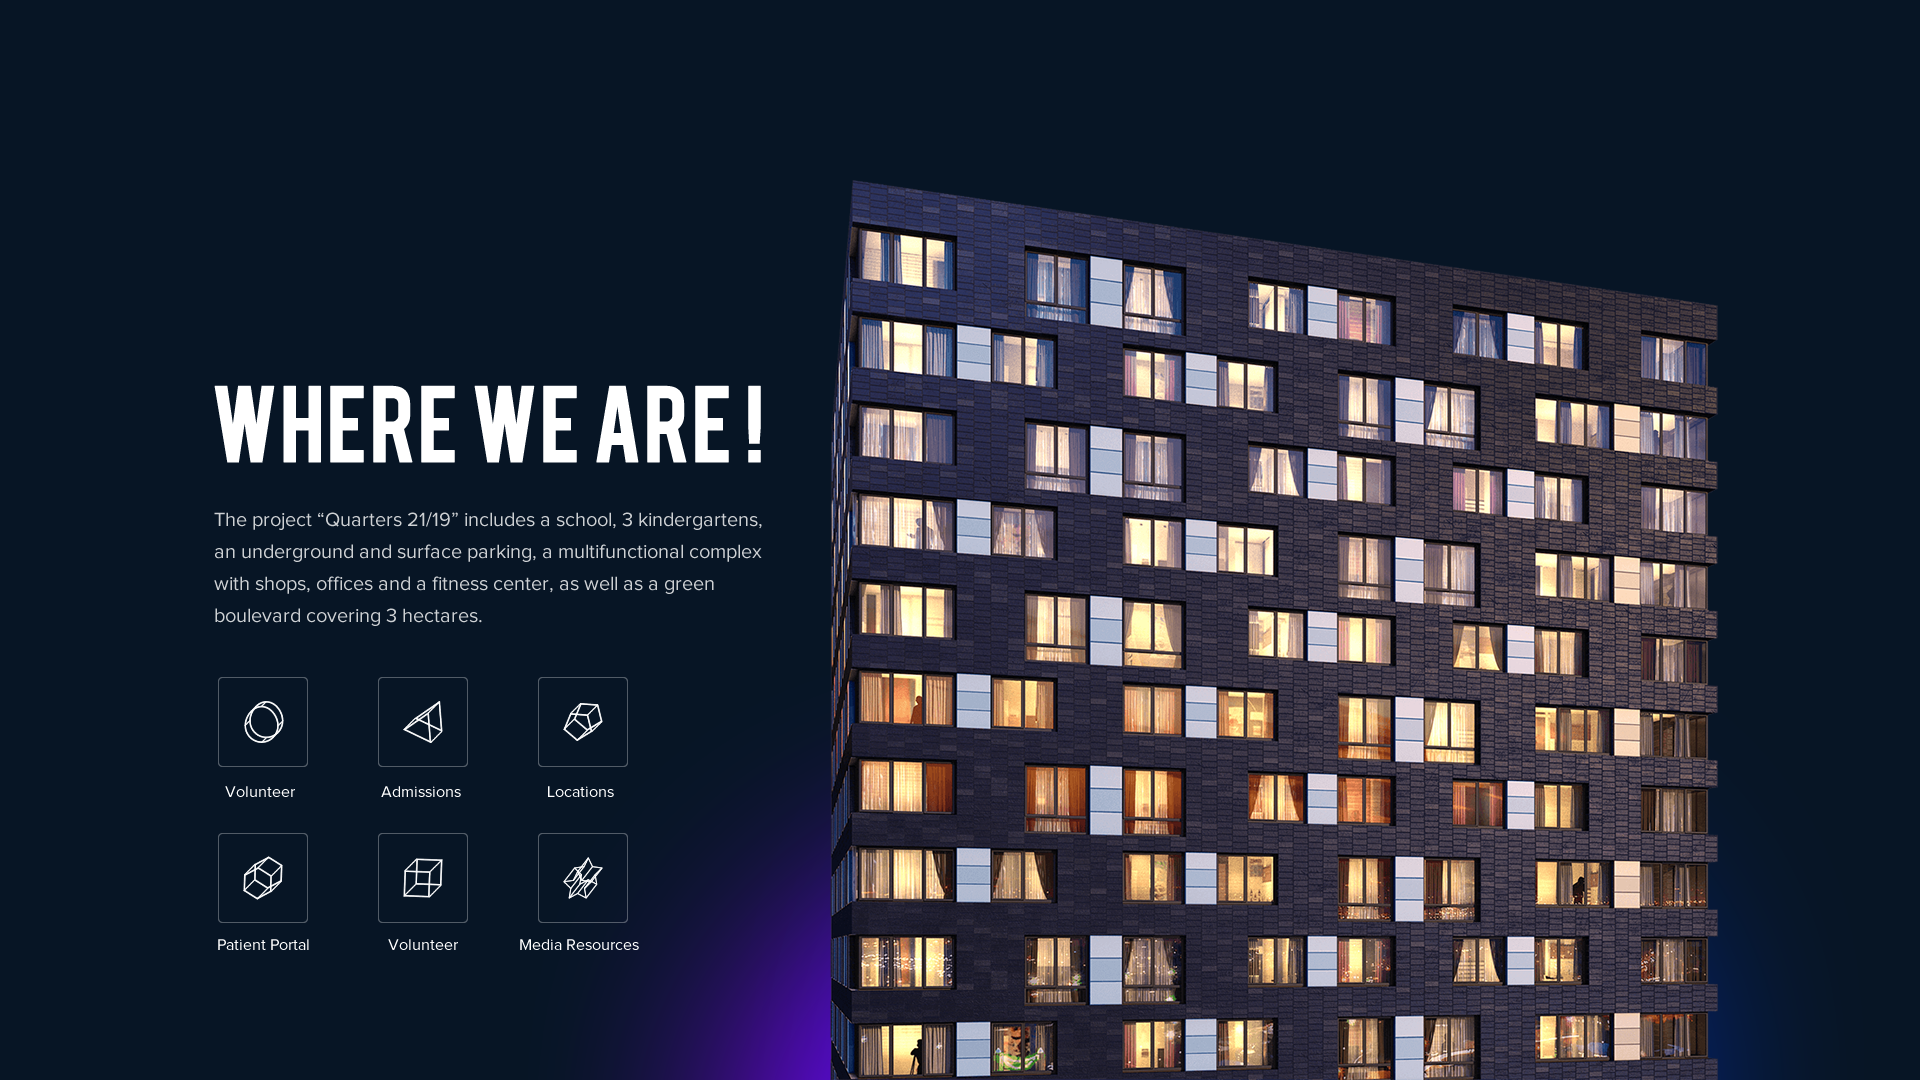 WHERE WE ARE !
The project “Quarters 21/19” includes a school, 3 kindergartens,
an underground and surface parking, a multifunctional complex
with shops, offices and a fitness center, as well as a green
boulevard covering 3 hectares.
Volunteer
Admissions
Locations
Patient Portal
Volunteer
Media Resources